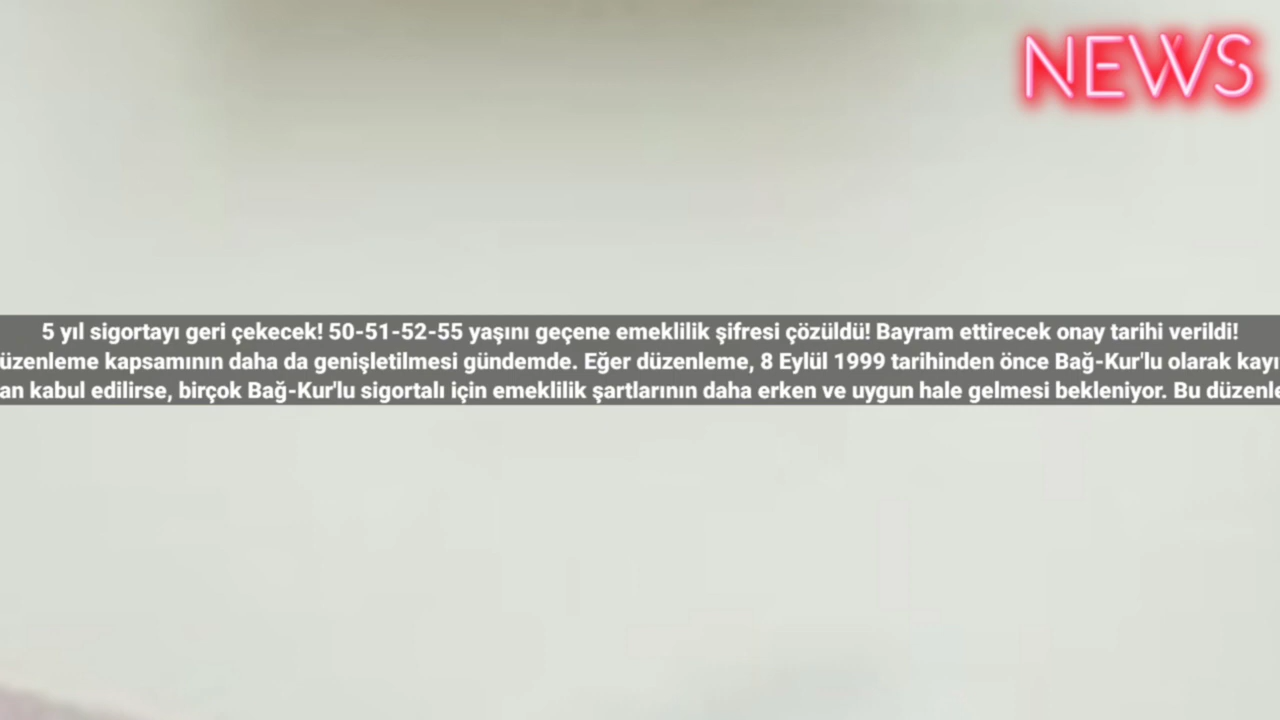 NEWS
5 yıl sigortayı geri çekecek! 50-51-52-55 yaşını geçene emeklilik şifresi çözüldü! Bayram ettirecek onay tarihi verildi!
üzenleme kapsamının daha da genişletilmesi gündemde. Eğer düzenleme, 8 Eylül 1999 tarihinden önce Bağ-Kur'lu olarak kayı
an kabul edilirse, birçok Bağ-Kur'lu sigortalı için emeklilik şartlarının daha erken ve uygun hale gelmesi bekleniyor. Bu düzenle